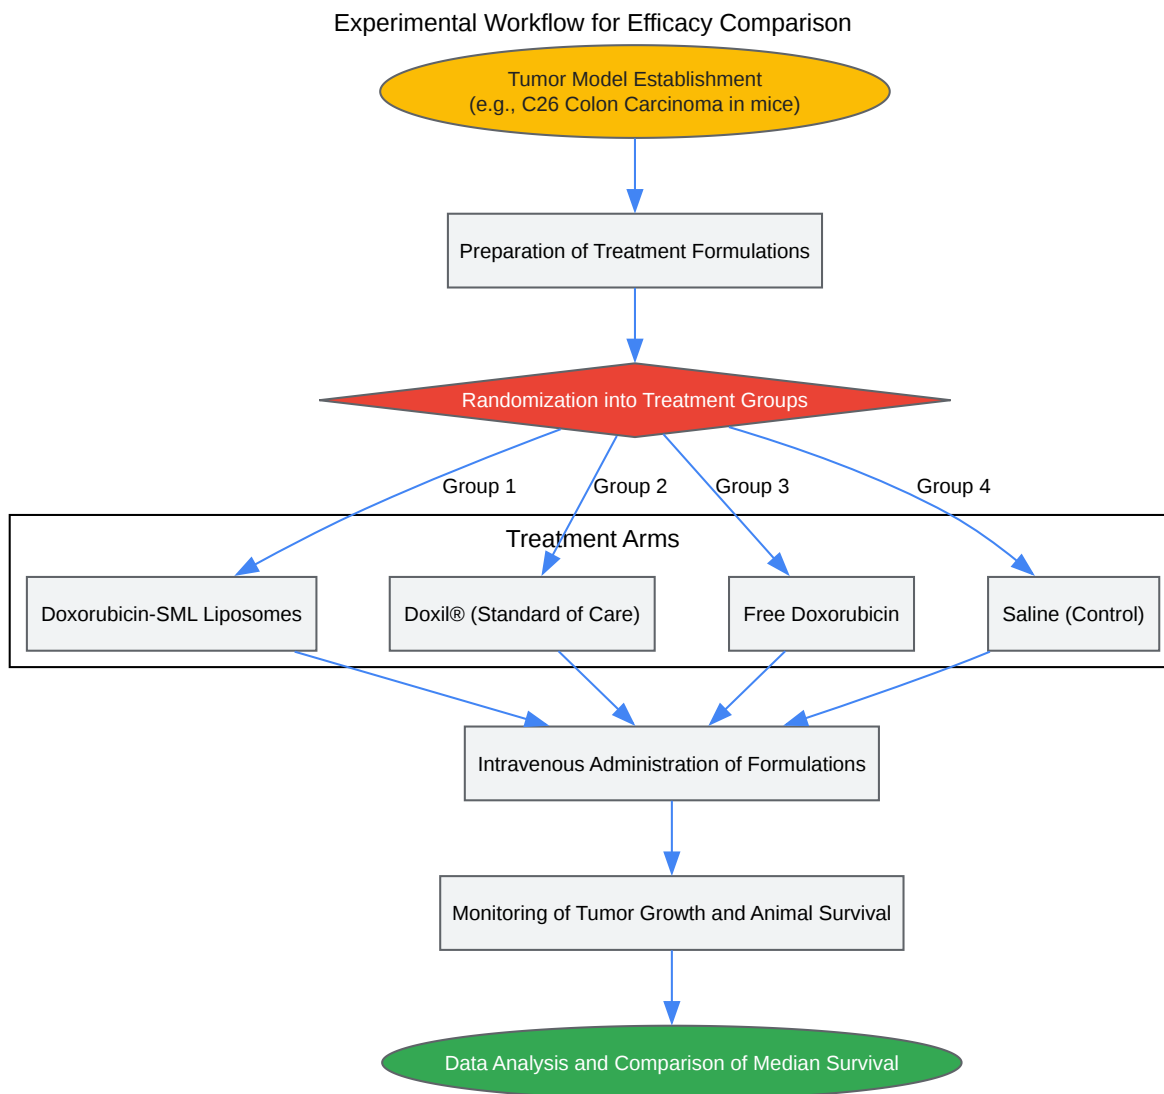 Experimental Workflow for Efficacy Comparison
Tumor Model Establishment
(e.g., C26 Colon Carcinoma in mice)
Preparation of Treatment Formulations
Randomization into Treatment Groups
Group 1
Group 2
Group 3
Group 4
Treatment Arms
Doxorubicin-SML Liposomes
Doxil® (Standard of Care)
Free Doxorubicin
Saline (Control)
Intravenous Administration of Formulations
Monitoring of Tumor Growth and Animal Survival
Data Analysis and Comparison of Median Survival